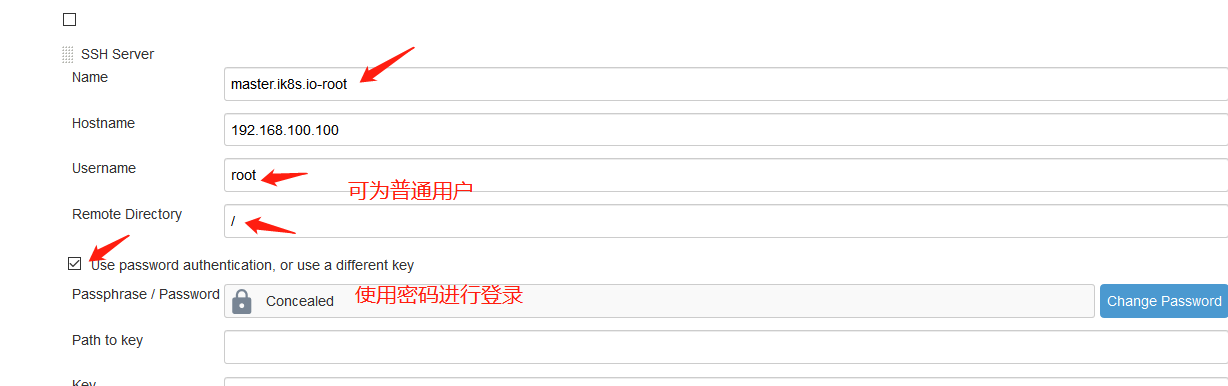 SSH Server
Name
master.ik8s.io-root
Hostname
192.168.100.100
Username
root
可为普通用户
Remote Directory
/
Use password authentication, or use a different key
Passphrase / Password
Concealed
使用密码进行登录
Change Password
Path to key
Key